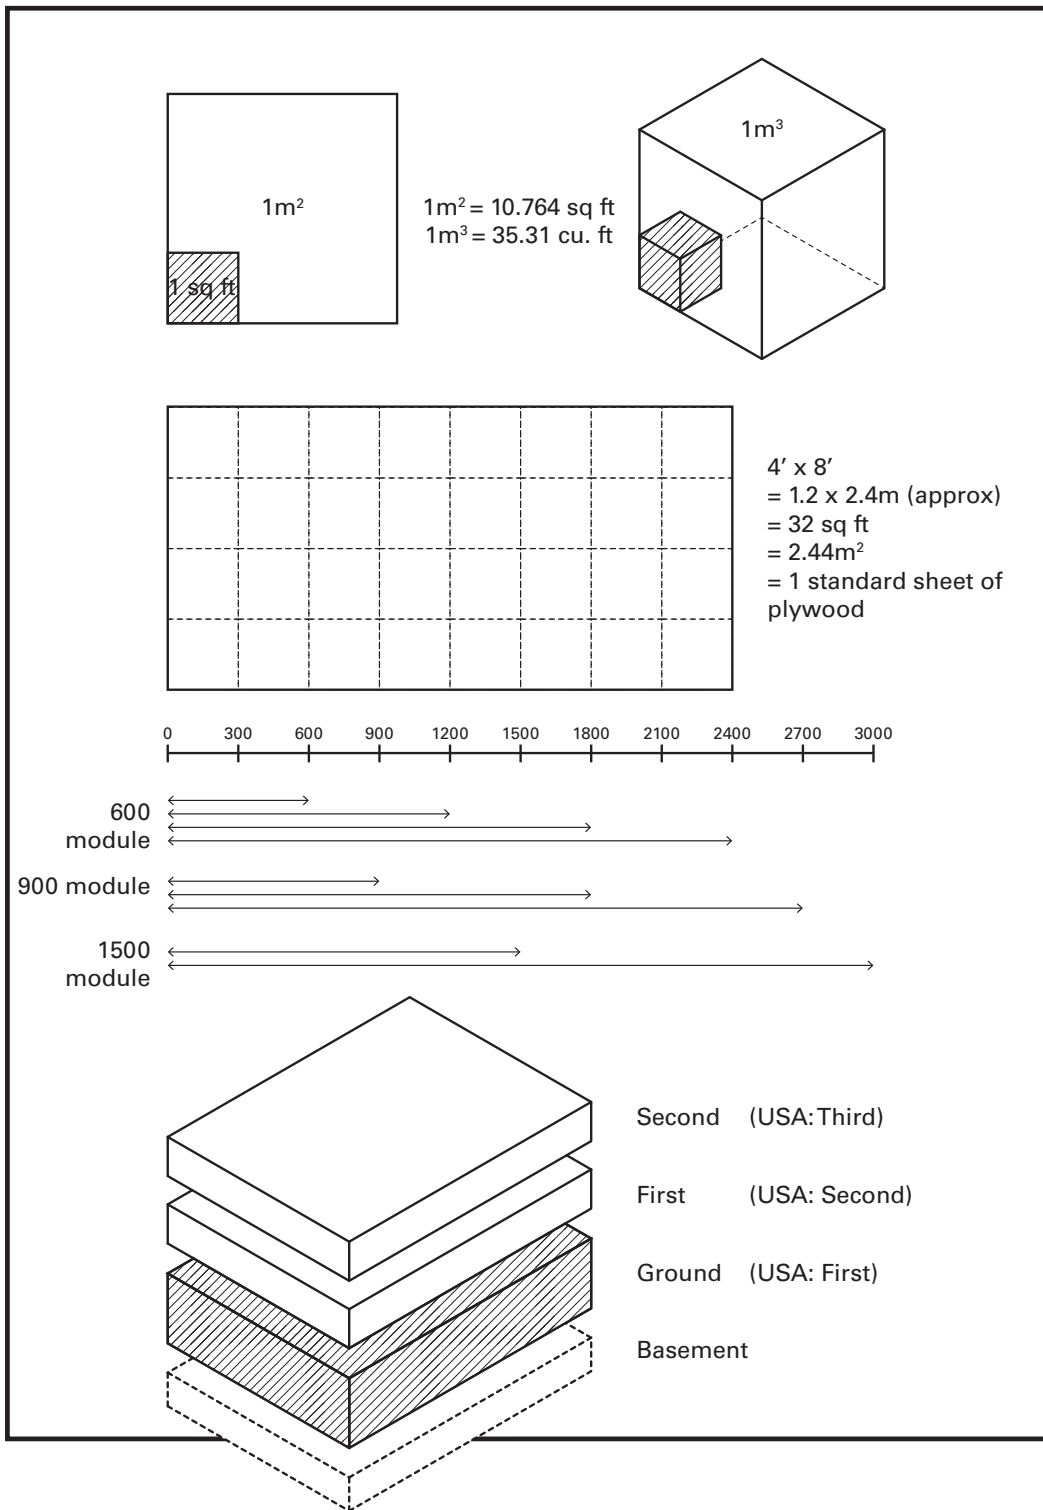 1m³
1m²
1m² = 10.764 sq ft
1m³ = 35.31 cu. ft
1 sq ft
4′ x 8′
= 1.2 x 2.4m (approx)
= 32 sq ft
= 2.44m²
= 1 standard sheet of
plywood
0 300 600 900 1200 1500 1800 2100 2400 2700 3000
600
module
900 module
1500
module
Second (USA: Third)
First (USA: Second)
Ground (USA: First)
Basement